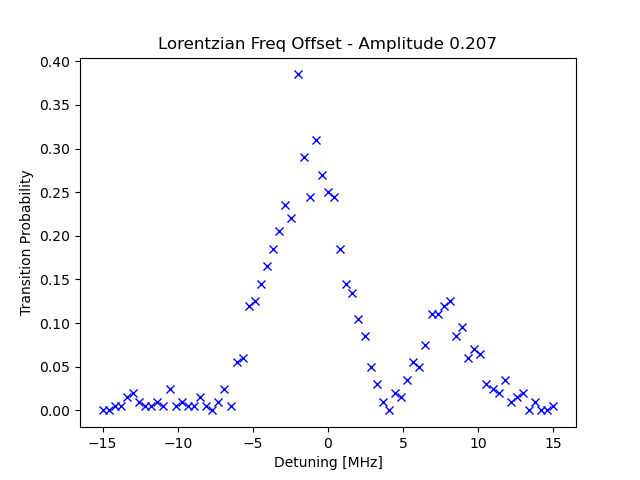 Lorentzian Freq Offset - Amplitude 0.207
0.40
0.35
0.30
0.25
0.20
0.15
0.10
0.05
0.00
Transition Probability
−15 −10 −5 0 5 10 15
Detuning [MHz]